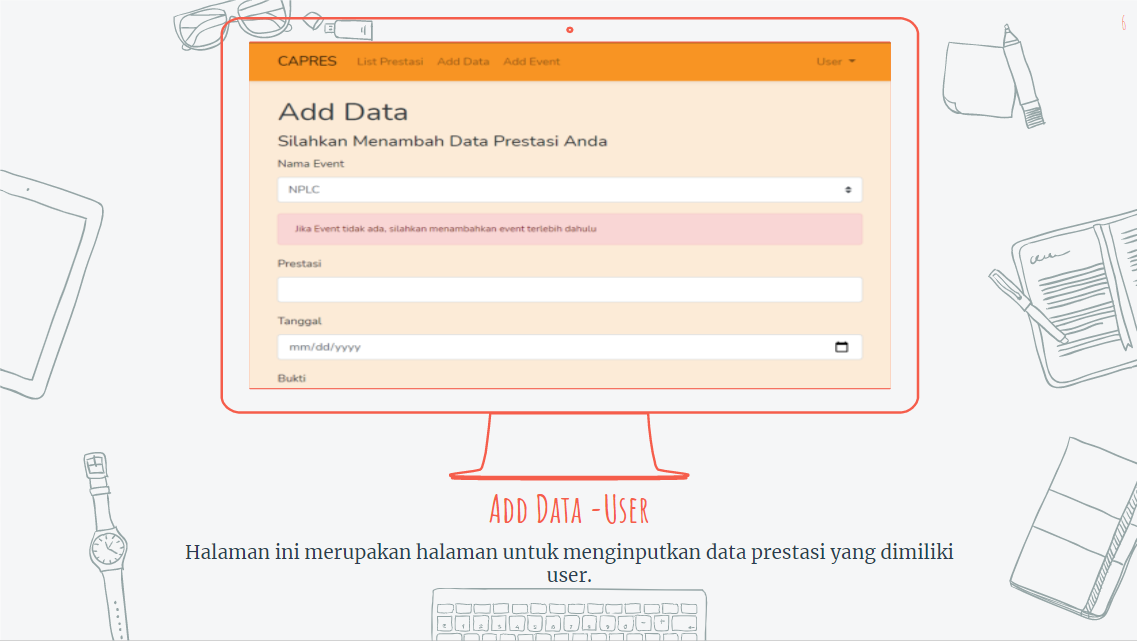 6
CAPRES List Prestasi Add Data Add Event User
Add Data
Silahkan Menambah Data Prestasi Anda
Nama Event
NPLC
Jika Event tidak ada, silahkan menambahkan event terlebih dahulu
Prestasi
Tanggal
mm/dd/yyyy
Bukti
Add Data -User
Halaman ini merupakan halaman untuk menginputkan data prestasi yang dimiliki
user.